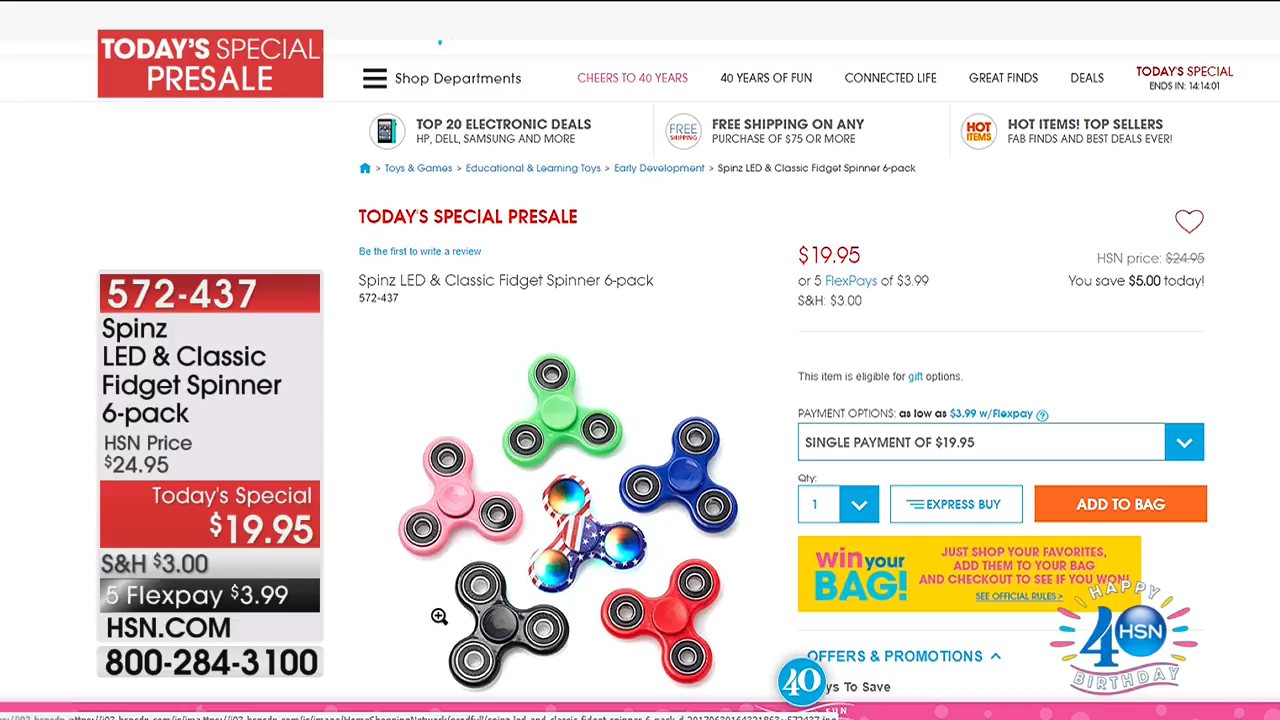 TODAY'S SPECIAL
PRESALE
Shop Departments
CHEERS TO 40 YEARS
40 YEARS OF FUN
CONNECTED LIFE
GREAT FINDS
DEALS
TODAY'S SPECIAL
ENDS IN: 14:14:01
TOP 20 ELECTRONIC DEALS
HP, DELL, SAMSUNG AND MORE
FREE
SHIPPING
FREE SHIPPING ON ANY
PURCHASE OF $75 OR MORE
HOT
ITEMS
HOT ITEMS! TOP SELLERS
FAB FINDS AND BEST DEALS EVER!
> Toys & Games > Educational & Learning Toys > Early Development > Spinz LED & Classic Fidget Spinner 6-pack
TODAY'S SPECIAL PRESALE
Be the first to write a review
Spinz LED & Classic Fidget Spinner 6-pack
572-437
$19.95
or 5 FlexPays of $3.99
S&H: $3.00
HSN price: $24.95
You save $5.00 today!
This item is eligible for gift options.
PAYMENT OPTIONS: as low as $3.99 w/Flexpay ?
SINGLE PAYMENT OF $19.95
Qty:
1
EXPRESS BUY
ADD TO BAG
win your
BAG!
JUST SHOP YOUR FAVORITES,
ADD THEM TO YOUR BAG
AND CHECKOUT TO SEE IF YOU WON!
SEE OFFICIAL RULES >
OFFERS & PROMOTIONS
ys To Save
572-437
Spinz
LED & Classic
Fidget Spinner
6-pack
HSN Price
$24.95
Today's Special
$19.95
S&H $3.00
5 Flexpay $3.99
HSN.COM
800-284-3100
HAPPY
40
HSN
BIRTHDAY
40